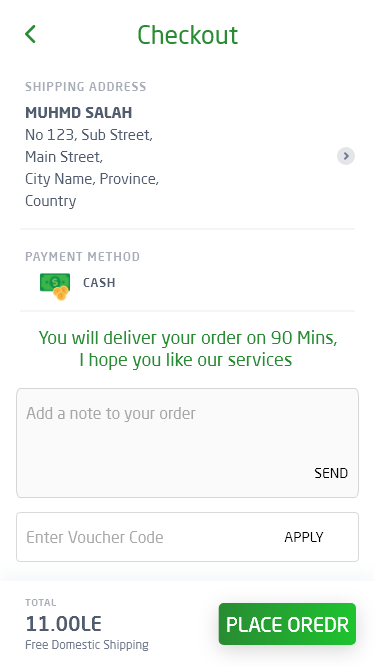 Checkout
SHIPPING ADDRESS
MUHMD SALAH
No 123, Sub Street,
Main Street,
City Name, Province,
Country
PAYMENT METHOD
CASH
You will deliver your order on 90 Mins,
I hope you like our services
Add a note to your order
SEND
Enter Voucher Code
APPLY
TOTAL
11.00LE
Free Domestic Shipping
PLACE OREDR